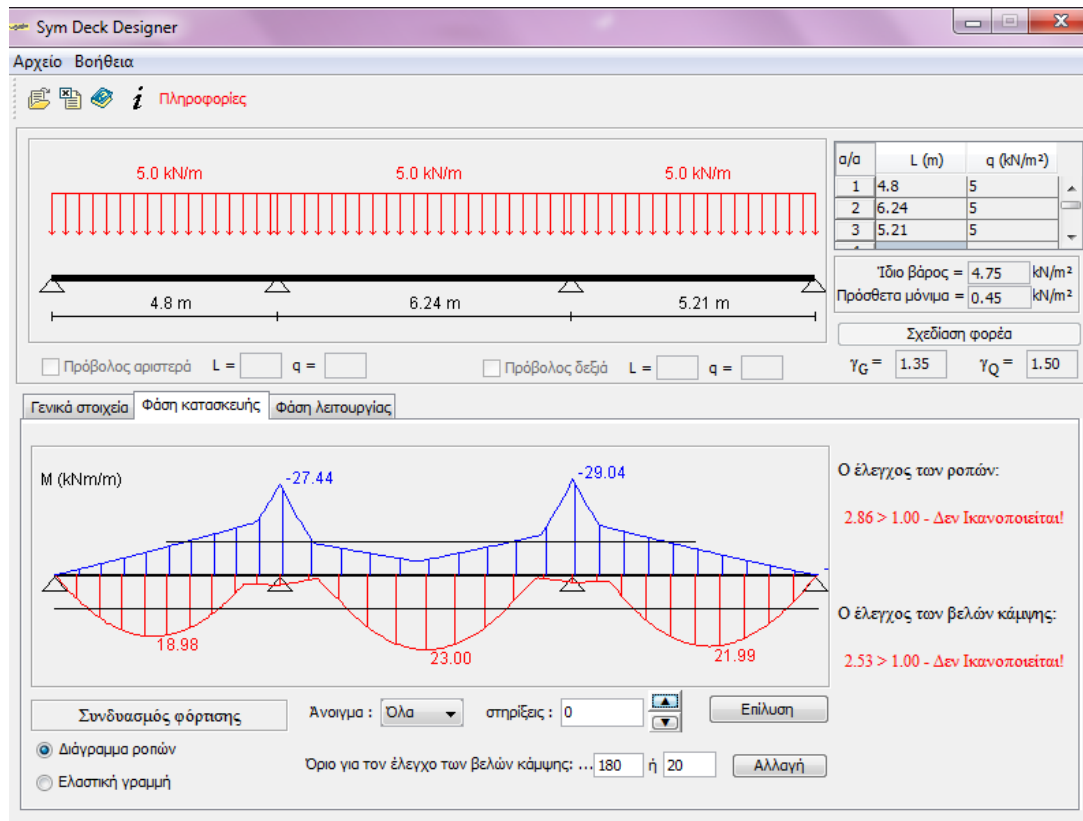 Sym Deck Designer
Αρχείο Βοήθεια
i Πληροφορίες
5.0 kN/m 5.0 kN/m 5.0 kN/m
4.8 m 6.24 m 5.21 m
α/α L (m) q (kN/m²)
1 4.8 5
2 6.24 5
3 5.21 5
Ίδιο βάρος = 4.75 kN/m²
Πρόσθετα μόνιμα = 0.45 kN/m²
Σχεδίαση φορέα
Πρόβολος αριστερά L = q = Πρόβολος δεξιά L = q = γG = 1.35 γQ = 1.50
Γενικά στοιχεία Φάση κατασκευής Φάση λειτουργίας
M (kNm/m)
-27.44 -29.04
18.98 23.00 21.99
Ο έλεγχος των ροπών:
2.86 > 1.00 - Δεν Ικανοποιείται!
Ο έλεγχος των βελών κάμψης:
2.53 > 1.00 - Δεν Ικανοποιείται!
Συνδυασμός φόρτισης Άνοιγμα : Όλα στηρίξεις : 0 Επίλυση
Διάγραμμα ροπών
Ελαστική γραμμή
Όριο για τον έλεγχο των βελών κάμψης: ... 180 ή 20 Αλλαγή